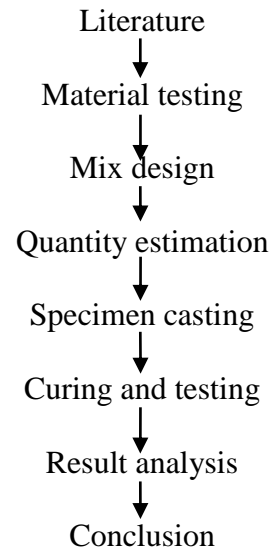 Literature
Material testing
Mix design
Quantity estimation
Specimen casting
Curing and testing
Result analysis
Conclusion